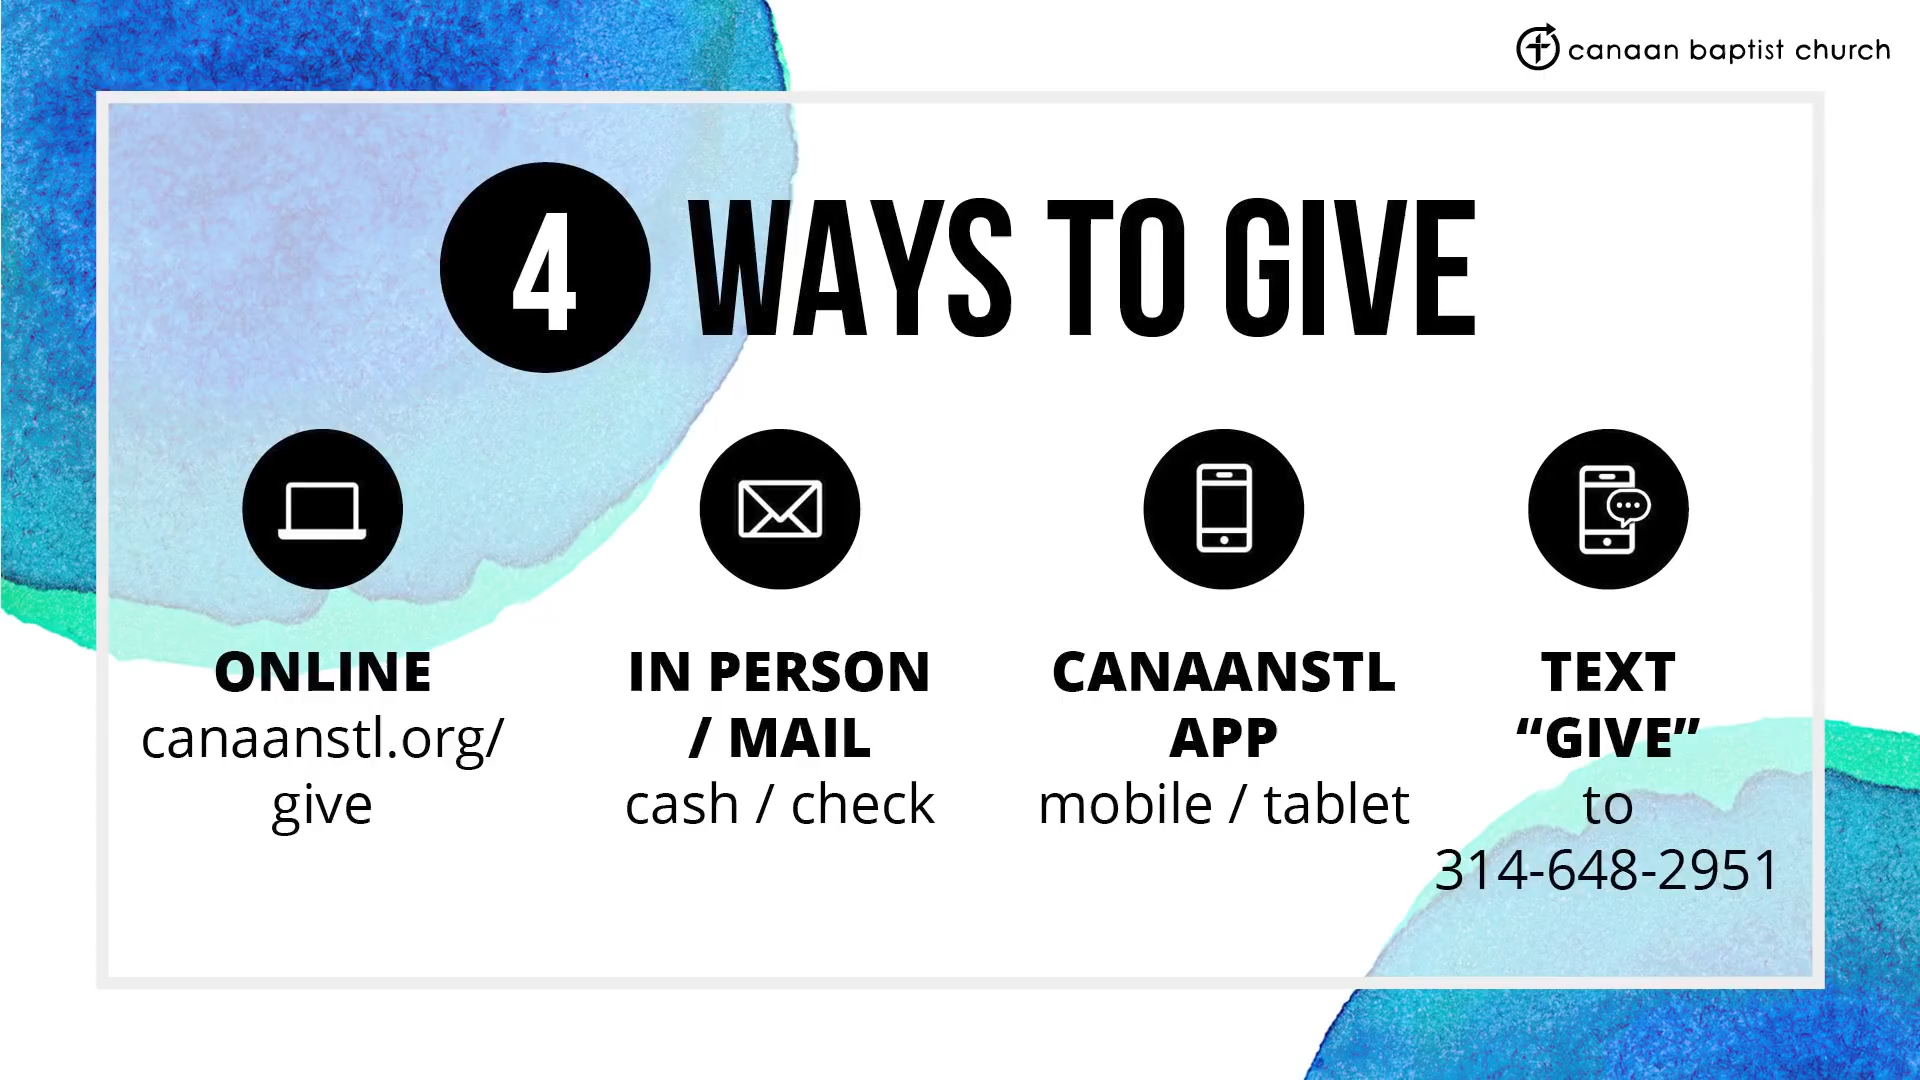 canaan baptist church
4 WAYS TO GIVE
ONLINE
canaanstl.org/
give
IN PERSON
/ MAIL
cash / check
CANAANSTL
APP
mobile / tablet
TEXT
“GIVE”
to
314-648-2951